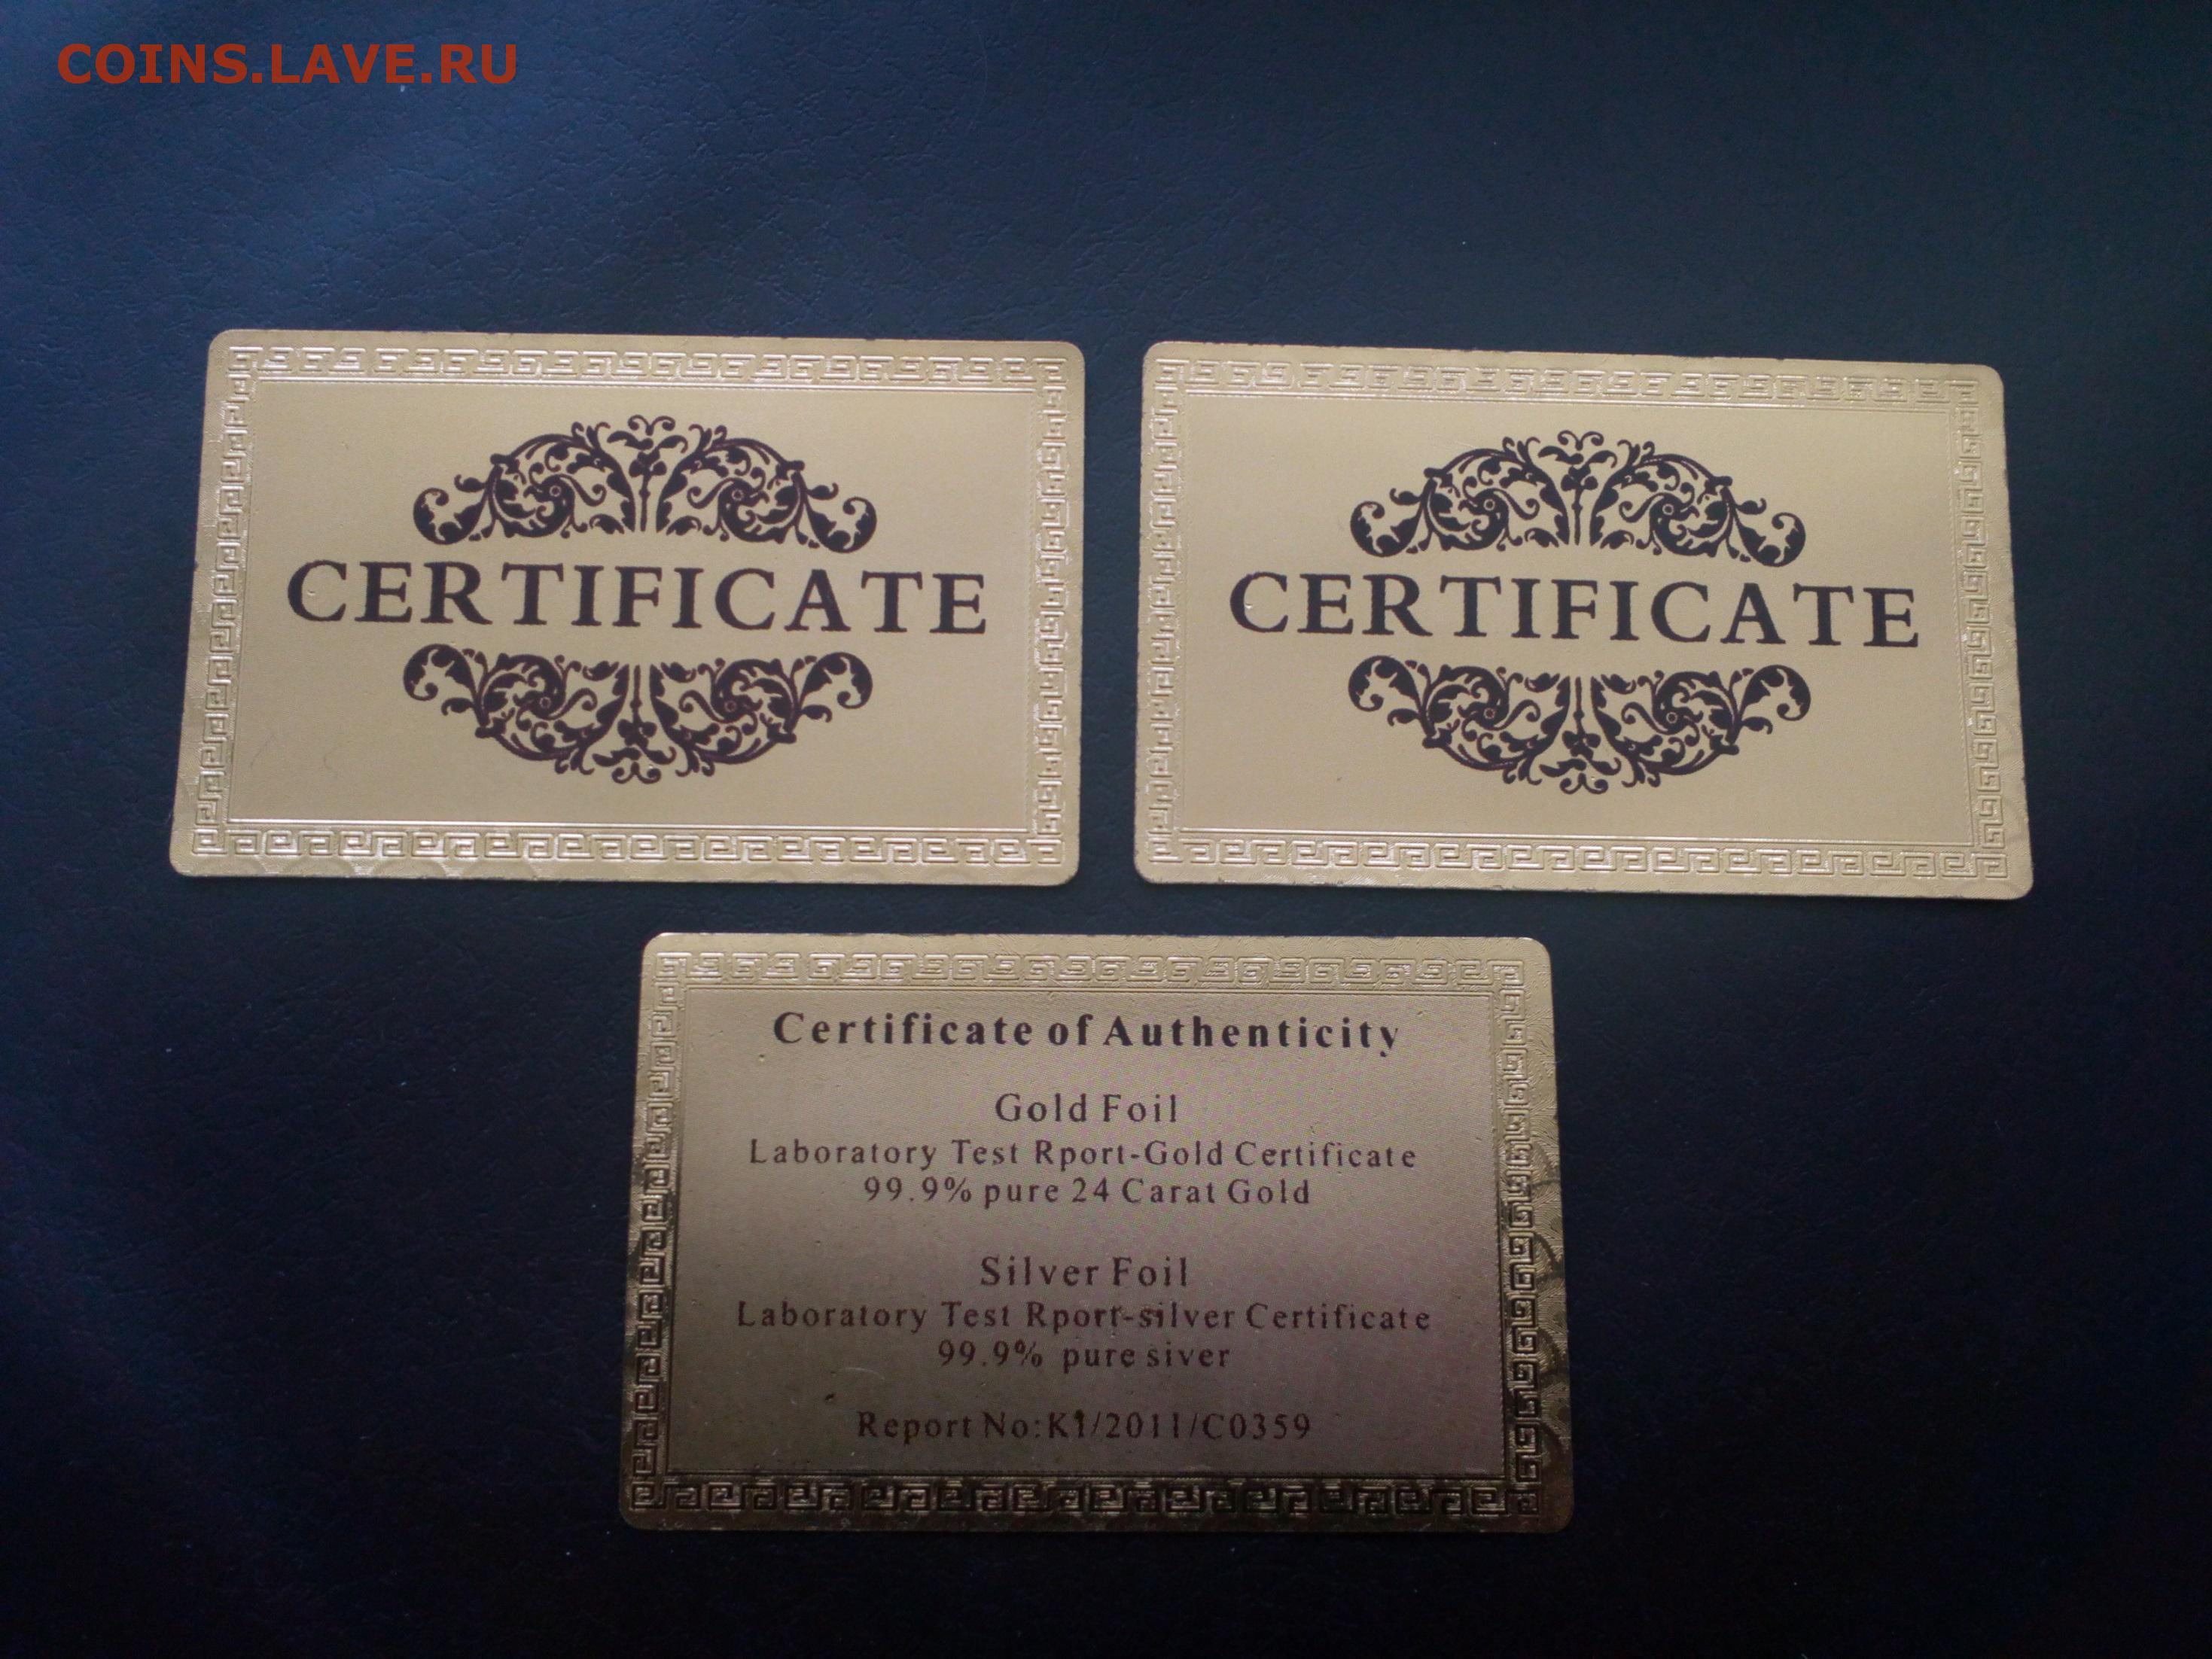 COINS.LAVE.RU
CERTIFICATE
CERTIFICATE
Certificate of Authenticity
Gold Foil
Laboratory Test Rport-Gold Certificate
99.9% pure 24 Carat Gold
Silver Foil
Laboratory Test Rport-silver Certificate
99.9% pure siver
Report No:K1/2011/C0359